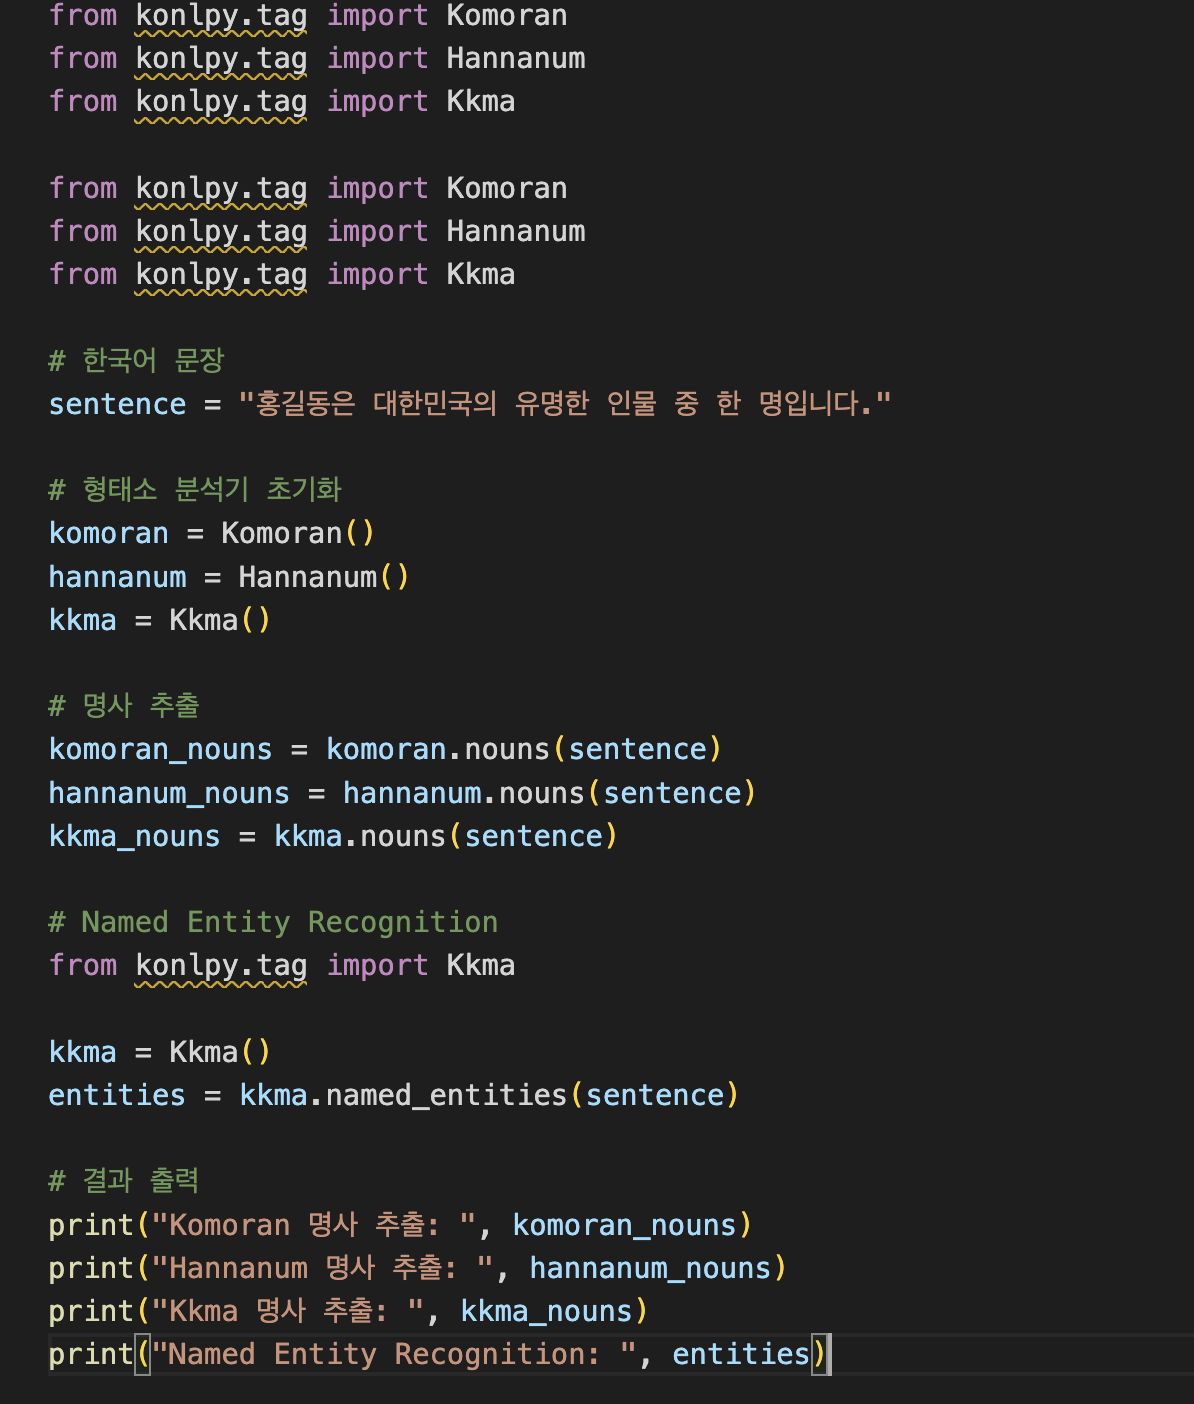 from konlpy.tag import Komoran
from konlpy.tag import Hannanum
from konlpy.tag import Kkma
from konlpy.tag import Komoran
from konlpy.tag import Hannanum
from konlpy.tag import Kkma
# 한국어 문장
sentence = "홍길동은 대한민국의 유명한 인물 중 한 명입니다."
# 형태소 분석기 초기화
komoran = Komoran()
hannanum = Hannanum()
kkma = Kkma()
# 명사 추출
komoran_nouns = komoran.nouns(sentence)
hannanum_nouns = hannanum.nouns(sentence)
kkma_nouns = kkma.nouns(sentence)
# Named Entity Recognition
from konlpy.tag import Kkma
kkma = Kkma()
entities = kkma.named_entities(sentence)
# 결과 출력
print("Komoran 명사 추출: ", komoran_nouns)
print("Hannanum 명사 추출: ", hannanum_nouns)
print("Kkma 명사 추출: ", kkma_nouns)
print("Named Entity Recognition: ", entities)